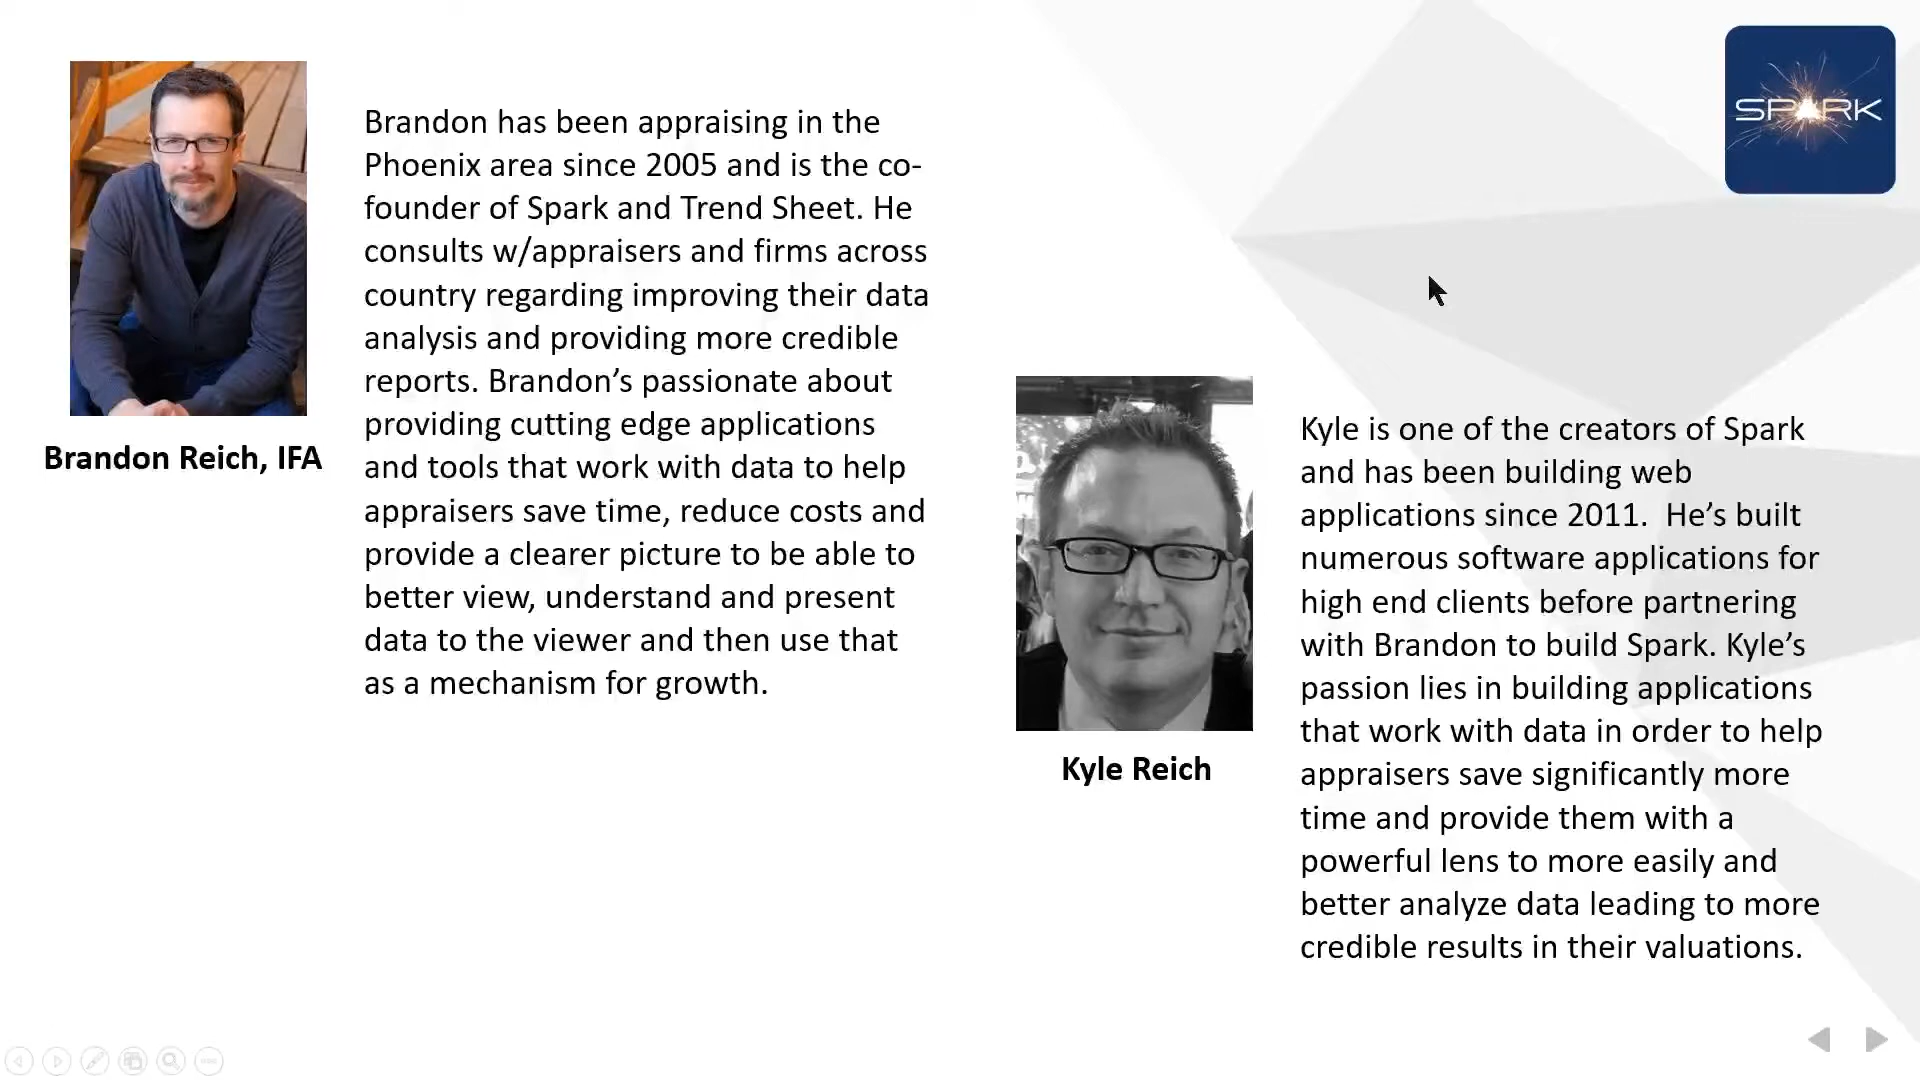 SPARK
Brandon has been appraising in the
Phoenix area since 2005 and is the co-
founder of Spark and Trend Sheet. He
consults w/appraisers and firms across
country regarding improving their data
analysis and providing more credible
reports. Brandon’s passionate about
providing cutting edge applications
and tools that work with data to help
appraisers save time, reduce costs and
provide a clearer picture to be able to
better view, understand and present
data to the viewer and then use that
as a mechanism for growth.
Brandon Reich, IFA
Kyle is one of the creators of Spark
and has been building web
applications since 2011.  He’s built
numerous software applications for
high end clients before partnering
with Brandon to build Spark. Kyle’s
passion lies in building applications
that work with data in order to help
appraisers save significantly more
time and provide them with a
powerful lens to more easily and
better analyze data leading to more
credible results in their valuations.
Kyle Reich